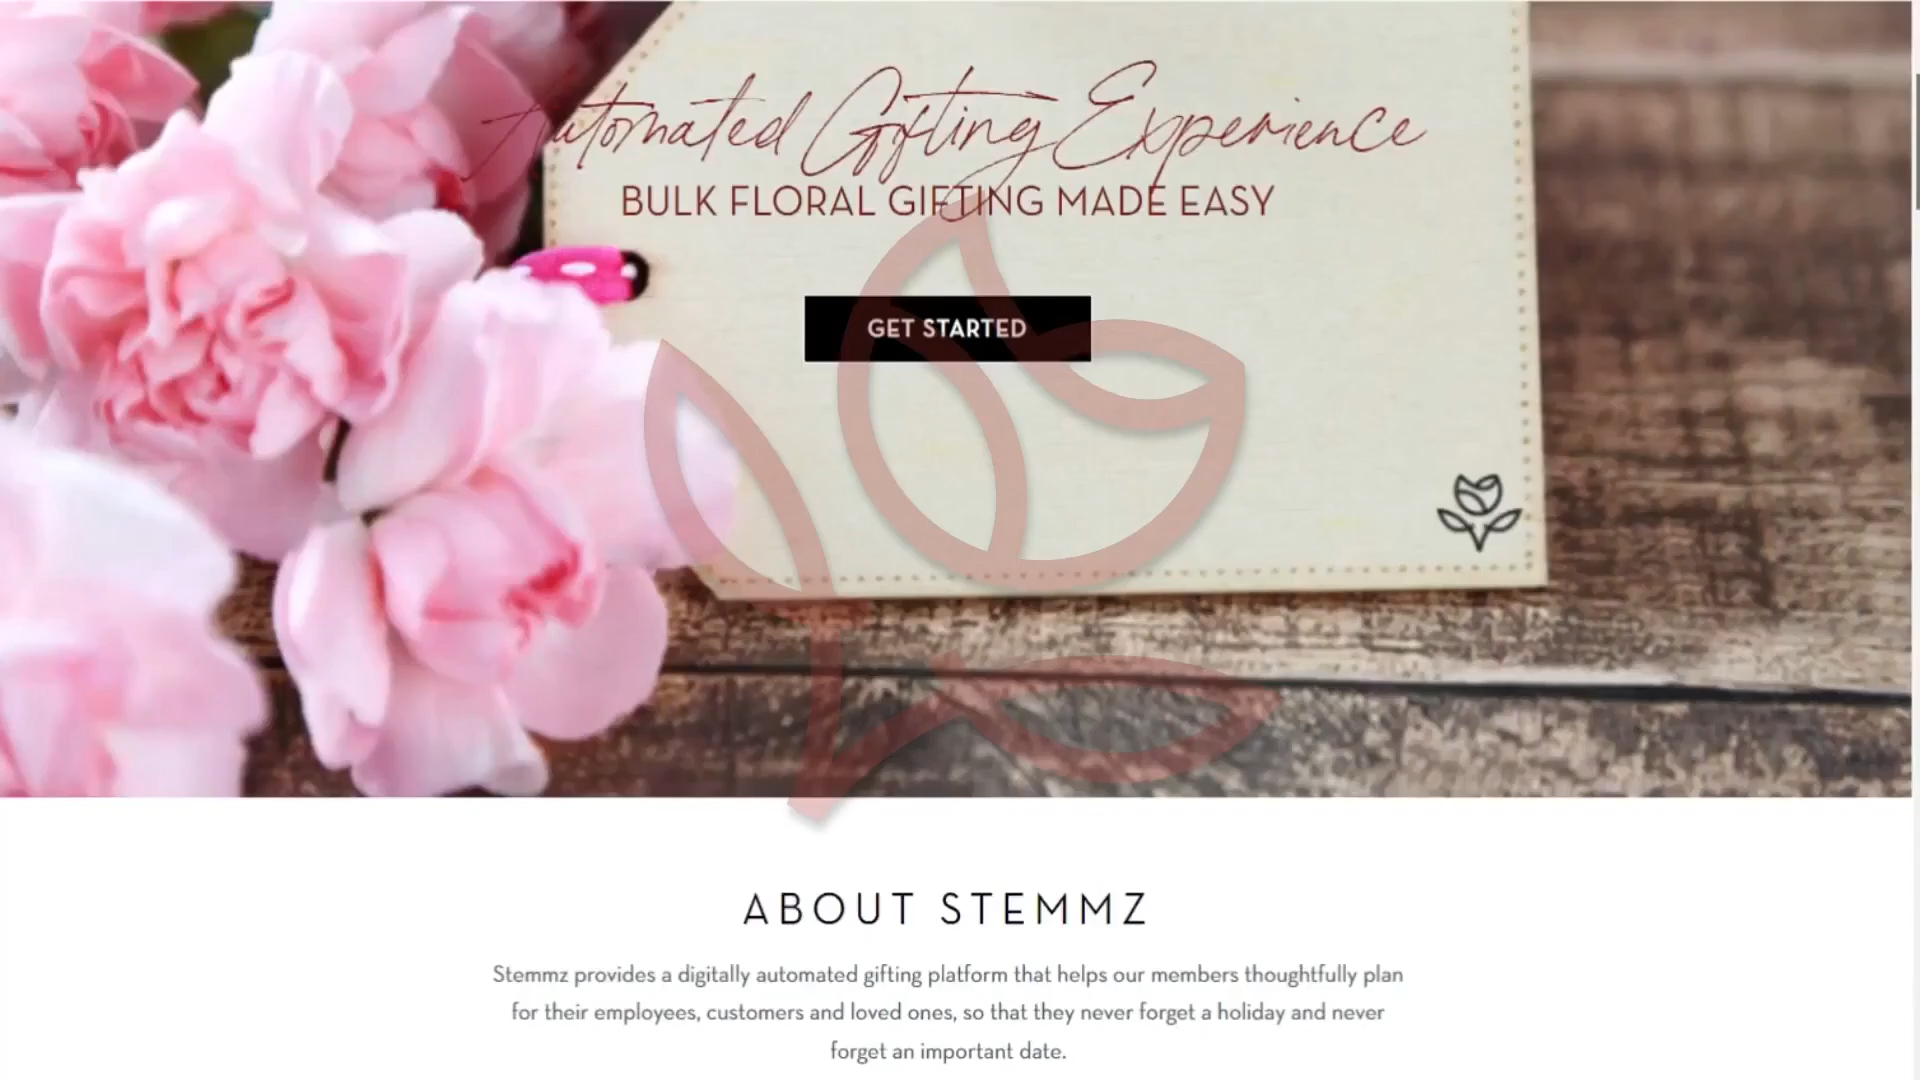 Automated Gifting Experience
BULK FLORAL GIFTING MADE EASY
GET STARTED
ABOUT STEMMZ
Stemmz provides a digitally automated gifting platform that helps our members thoughtfully plan
for their employees, customers and loved ones, so that they never forget a holiday and never
forget an important date.